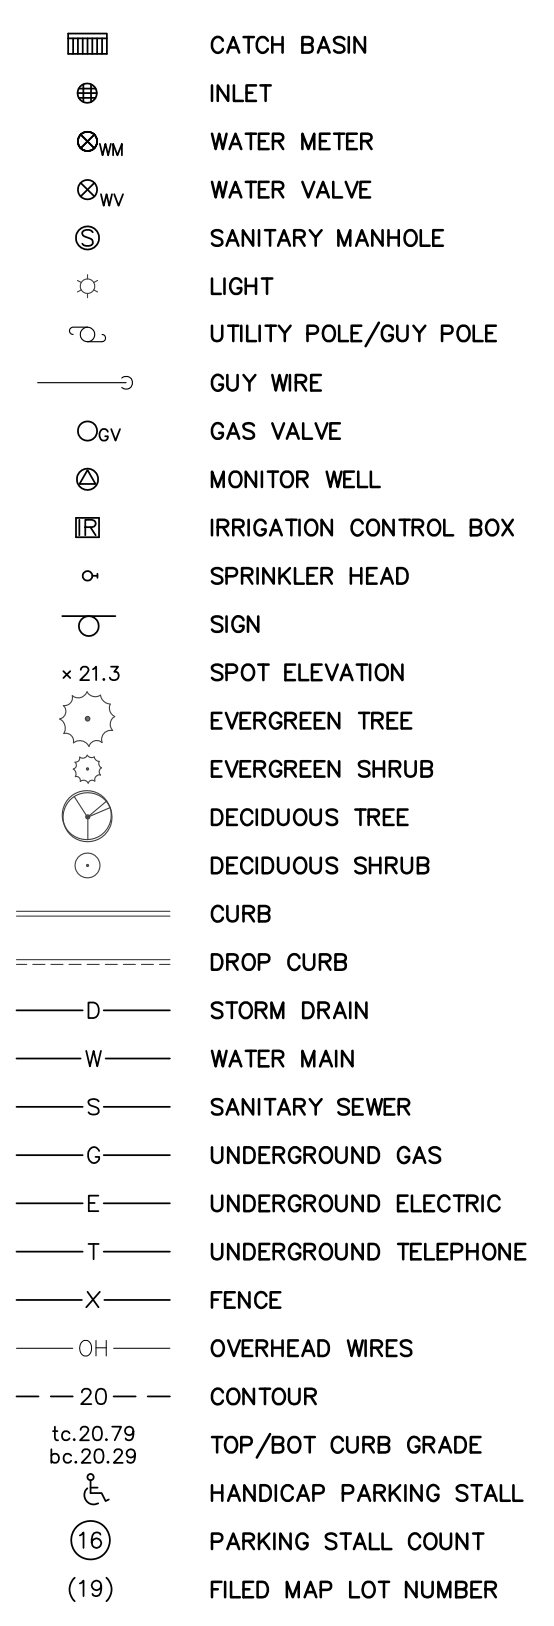 CATCH BASIN
INLET
WM WATER METER
WV WATER VALVE
S SANITARY MANHOLE
LIGHT
UTILITY POLE/GUY POLE
GUY WIRE
GV GAS VALVE
MONITOR WELL
IR IRRIGATION CONTROL BOX
SPRINKLER HEAD
SIGN
× 21.3 SPOT ELEVATION
EVERGREEN TREE
EVERGREEN SHRUB
DECIDUOUS TREE
DECIDUOUS SHRUB
CURB
DROP CURB
D STORM DRAIN
W WATER MAIN
S SANITARY SEWER
G UNDERGROUND GAS
E UNDERGROUND ELECTRIC
T UNDERGROUND TELEPHONE
X FENCE
OH OVERHEAD WIRES
20 CONTOUR
tc.20.79
bc.20.29
TOP/BOT CURB GRADE
HANDICAP PARKING STALL
16 PARKING STALL COUNT
(19) FILED MAP LOT NUMBER